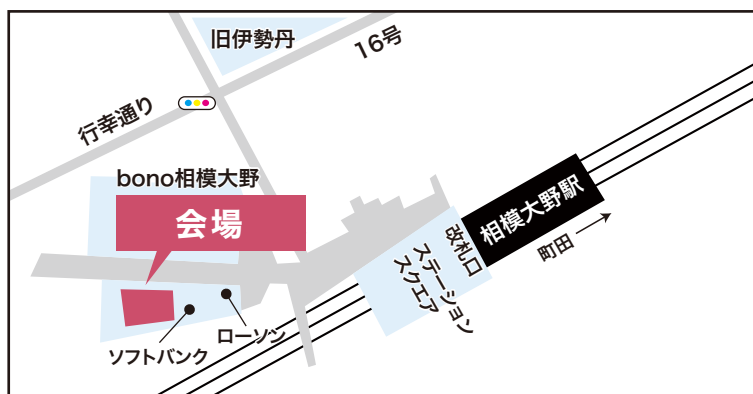 旧伊勢丹
16号
行幸通り
bono相模大野
会場
相模大野駅
改札口
ステーション
スクエア
町田
ローソン
ソフトバンク